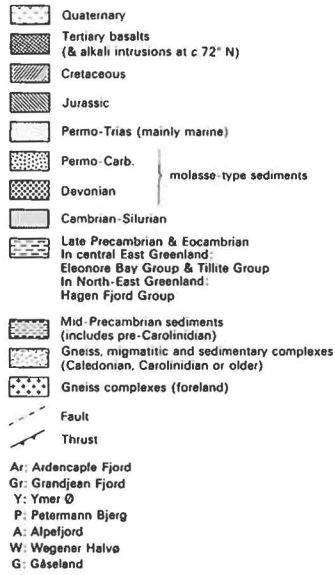 Quaternary
Tertiary basalts
(& alkali intrusions at c 72° N)
Cretaceous
Jurassic
Permo-Trias (mainly marine)
Permo-Carb.
molasse-type sediments
Devonian
Cambrian-Silurian
Late Precambrian & Eocambrian
In central East Greenland:
Eleonore Bay Group & Tillite Group
In North-East Greenland:
Hagen Fjord Group
Mid-Precambrian sediments
(includes pre-Carolinidian)
Gneiss, migmatitic and sedimentary complexes
(Caledonian, Carolinidian or older)
Gneiss complexes (foreland)
Fault
Thrust
Ar: Ardencaple Fjord
Gr: Grandjean Fjord
Y: Ymer Ø
P: Petermann Bjerg
A: Alpefjord
W: Wegener Halvø
G: Gåseland